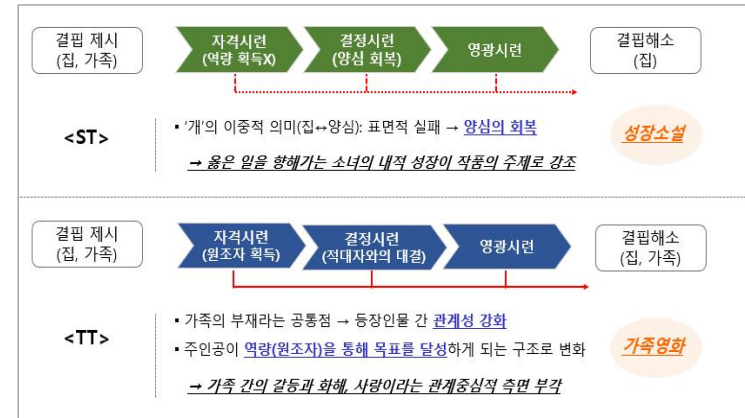 결핍 제시
(집, 가족)
자격시련
(역량 획득X)
결정시련
(양심 회복)
영광시련
결핍해소
(집)
<ST>
▪ '개'의 이중적 의미(집↔양심): 표면적 실패 → 양심의 회복
→ 옳은 일을 향해가는 소녀의 내적 성장이 작품의 주제로 강조
성장소설
결핍 제시
(집, 가족)
자격시련
(원조자 획득)
결정시련
(적대자와의 대결)
영광시련
결핍해소
(집, 가족)
<TT>
▪ 가족의 부재라는 공통점 → 등장인물 간 관계성 강화
▪ 주인공이 역량(원조자)을 통해 목표를 달성하게 되는 구조로 변화
→ 가족 간의 갈등과 화해, 사랑이라는 관계중심적 측면 부각
가족영화